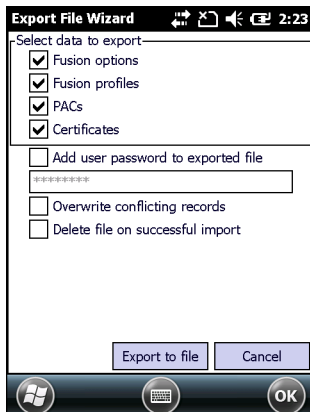 Export File Wizard 2:23
Select data to export
Fusion options
Fusion profiles
PACs
Certificates
Add user password to exported file
********
Overwrite conflicting records
Delete file on successful import
Export to file Cancel
OK